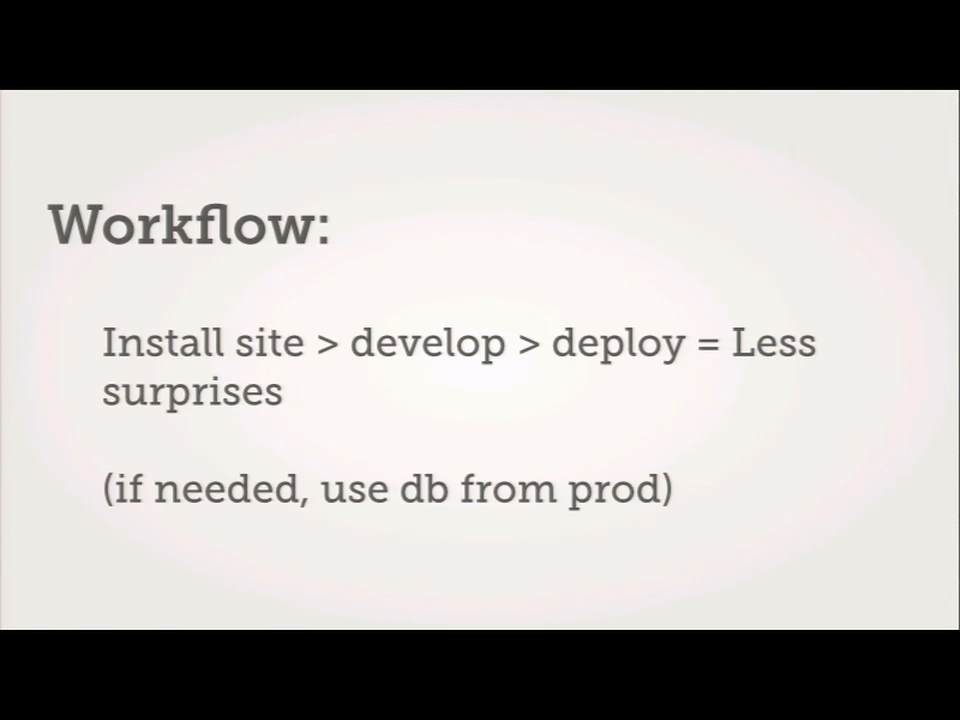 Workflow:
Install site > develop > deploy = Less
surprises
(if needed, use db from prod)